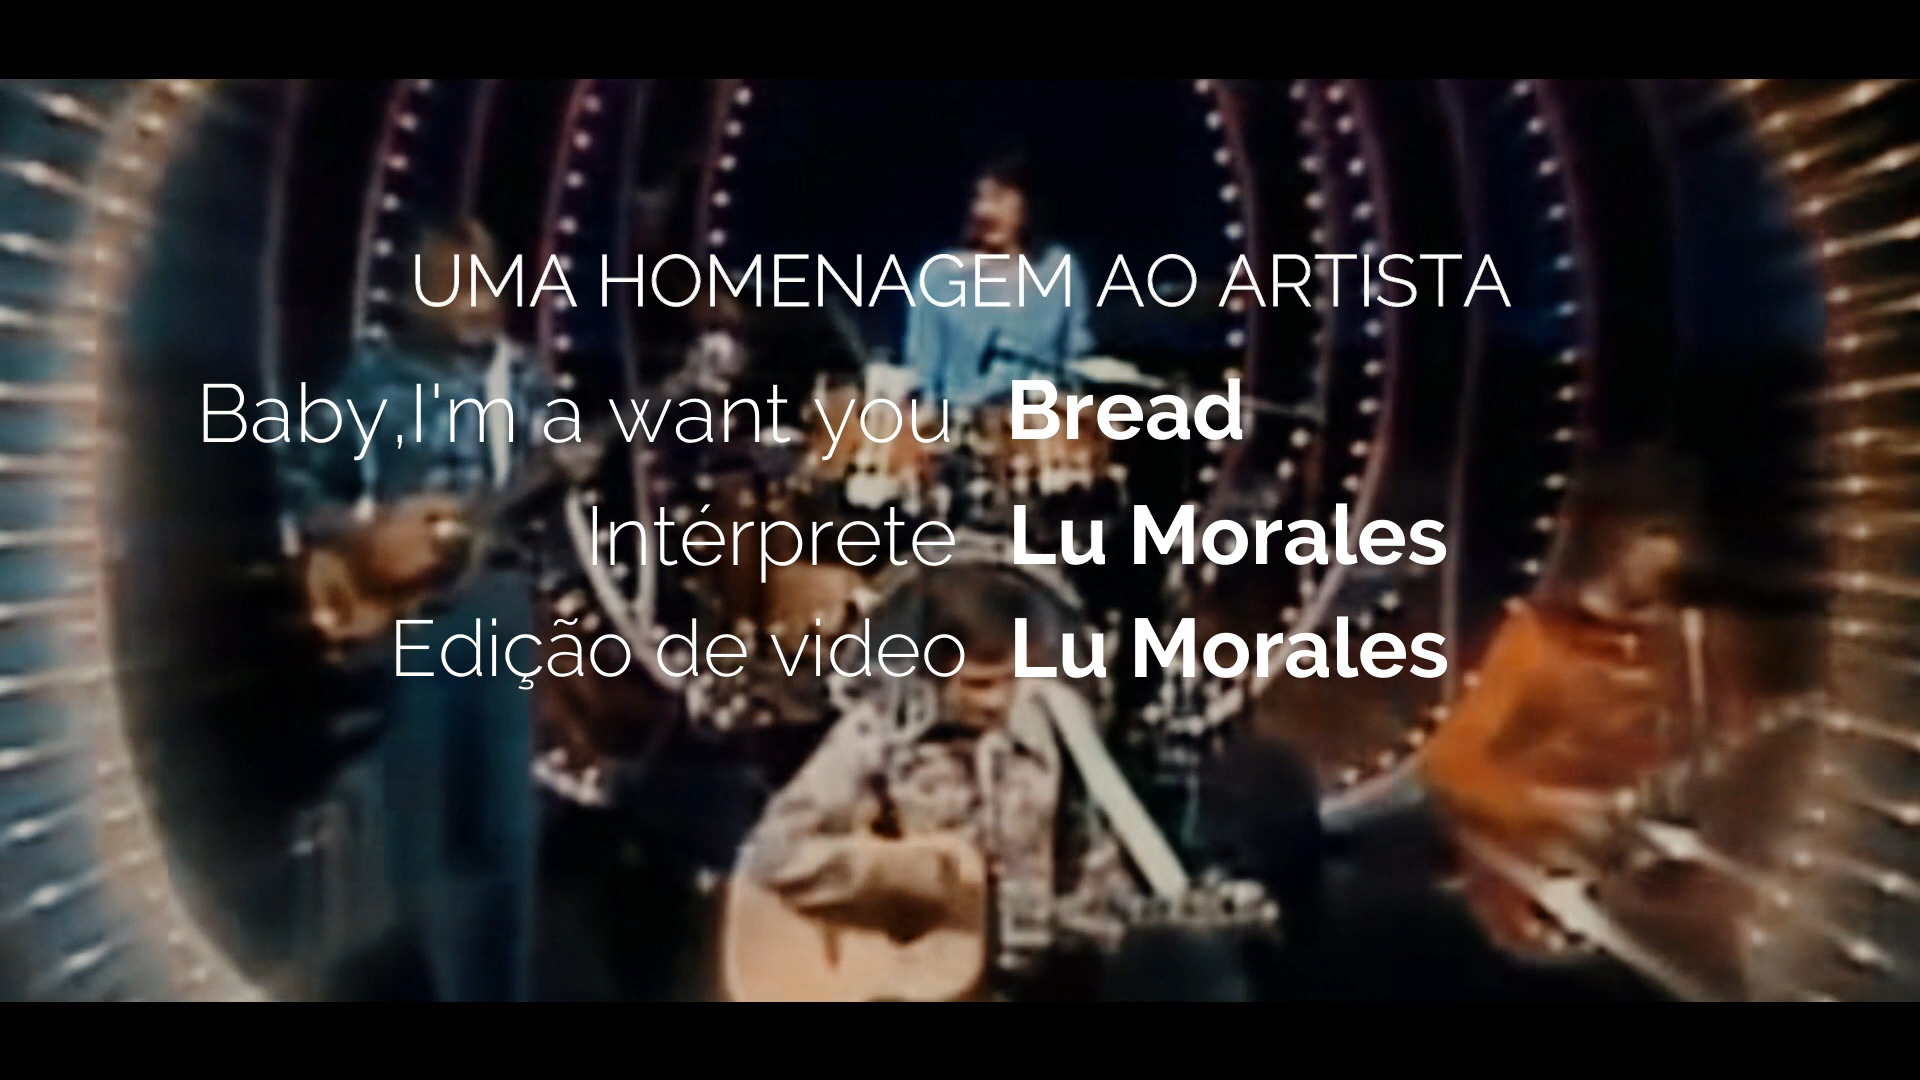 UMA HOMENAGEM AO ARTISTA
Baby,I'm a want you Bread
Intérprete Lu Morales
Edição de video Lu Morales